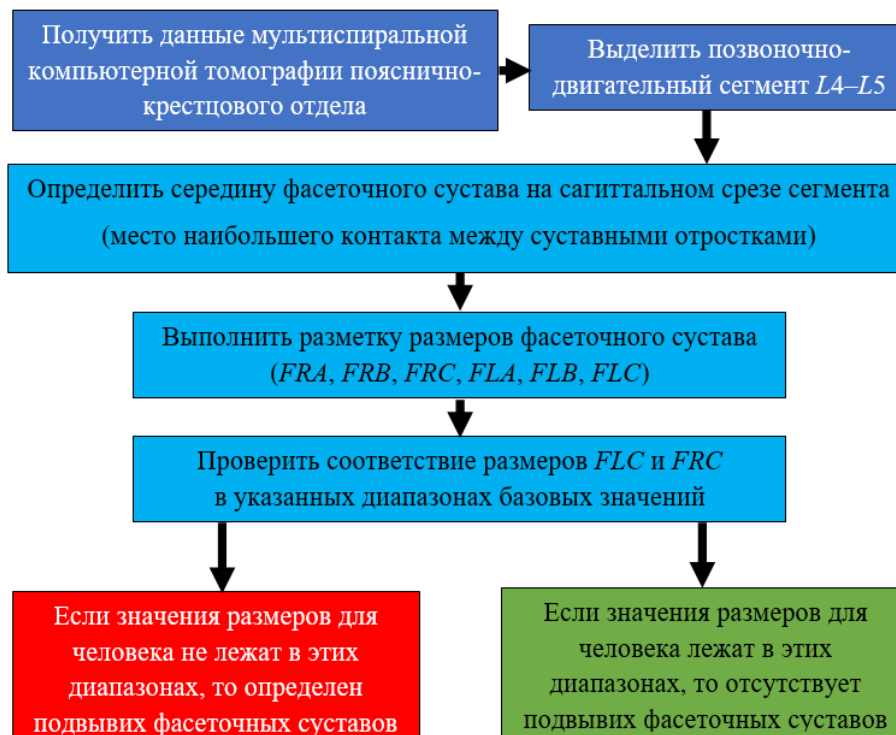 Получить данные мультиспиральной
компьютерной томографии пояснично-
крестцового отдела
Выделить позвоночно-
двигательный сегмент L4–L5
Определить середину фасеточного сустава на сагиттальном срезе сегмента
(место наибольшего контакта между суставными отростками)
Выполнить разметку размеров фасеточного сустава
(FRA, FRB, FRC, FLA, FLB, FLC)
Проверить соответствие размеров FLC и FRC
в указанных диапазонах базовых значений
Если значения размеров для
человека не лежат в этих
диапазонах, то определен
подвывих фасеточных суставов
Если значения размеров для
человека лежат в этих
диапазонах, то отсутствует
подвывих фасеточных суставов